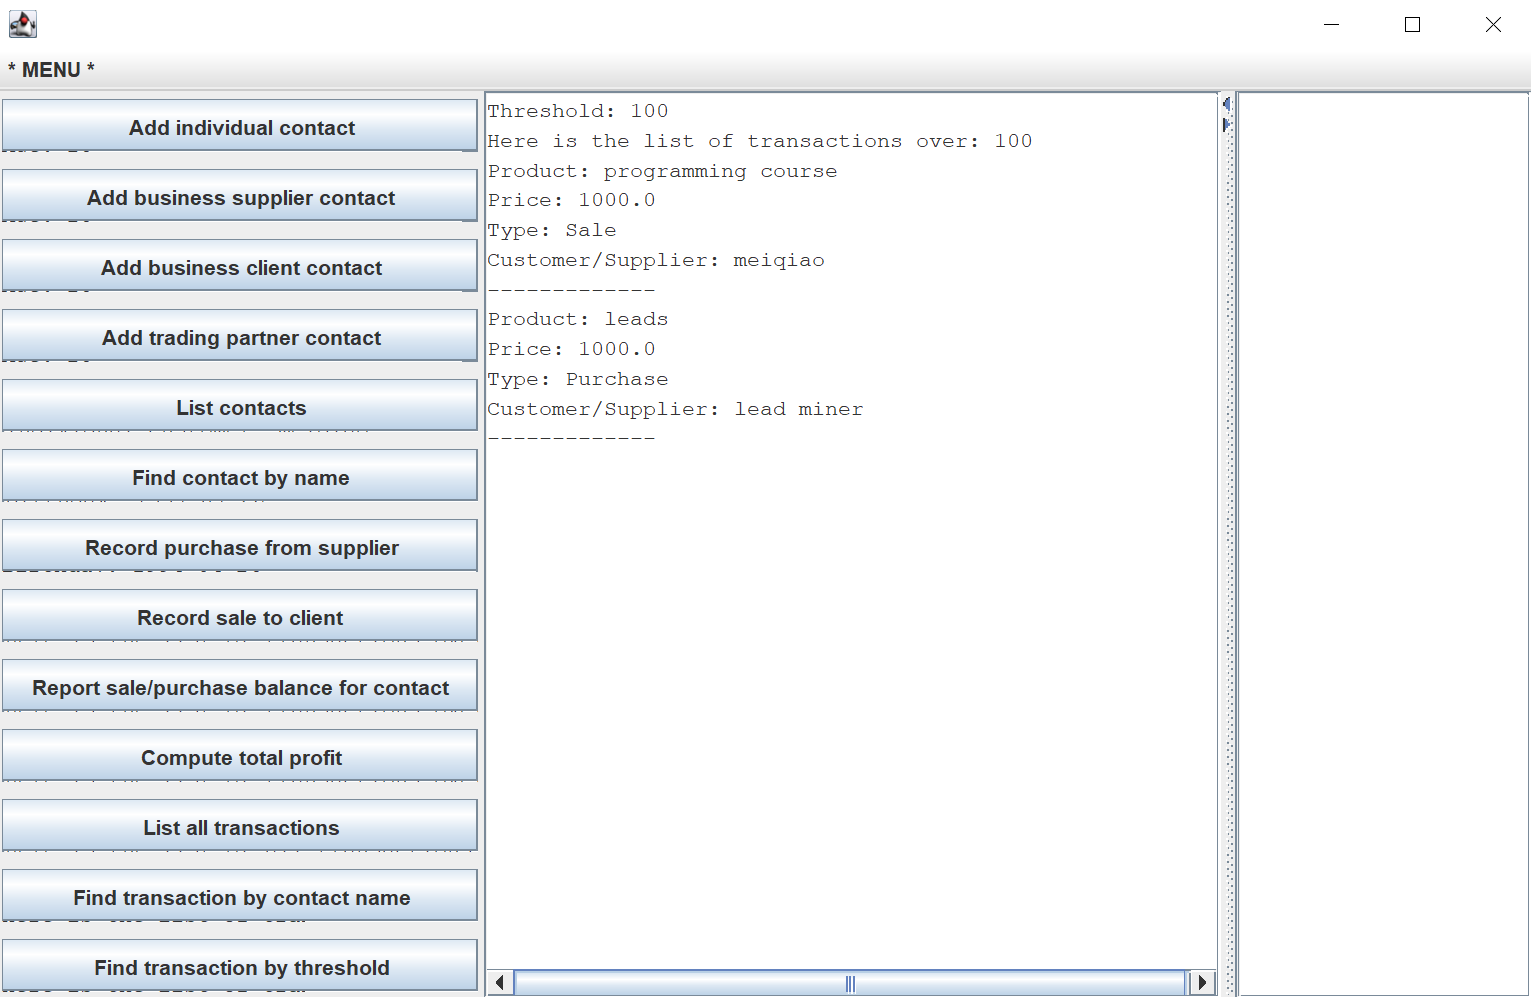 * MENU *
Add individual contact
Add business supplier contact
Add business client contact
Add trading partner contact
List contacts
Find contact by name
Record purchase from supplier
Record sale to client
Report sale/purchase balance for contact
Compute total profit
List all transactions
Find transaction by contact name
Find transaction by threshold
Threshold: 100
Here is the list of transactions over: 100
Product: programming course
Price: 1000.0
Type: Sale
Customer/Supplier: meiqiao
-------------
Product: leads
Price: 1000.0
Type: Purchase
Customer/Supplier: lead miner
-------------